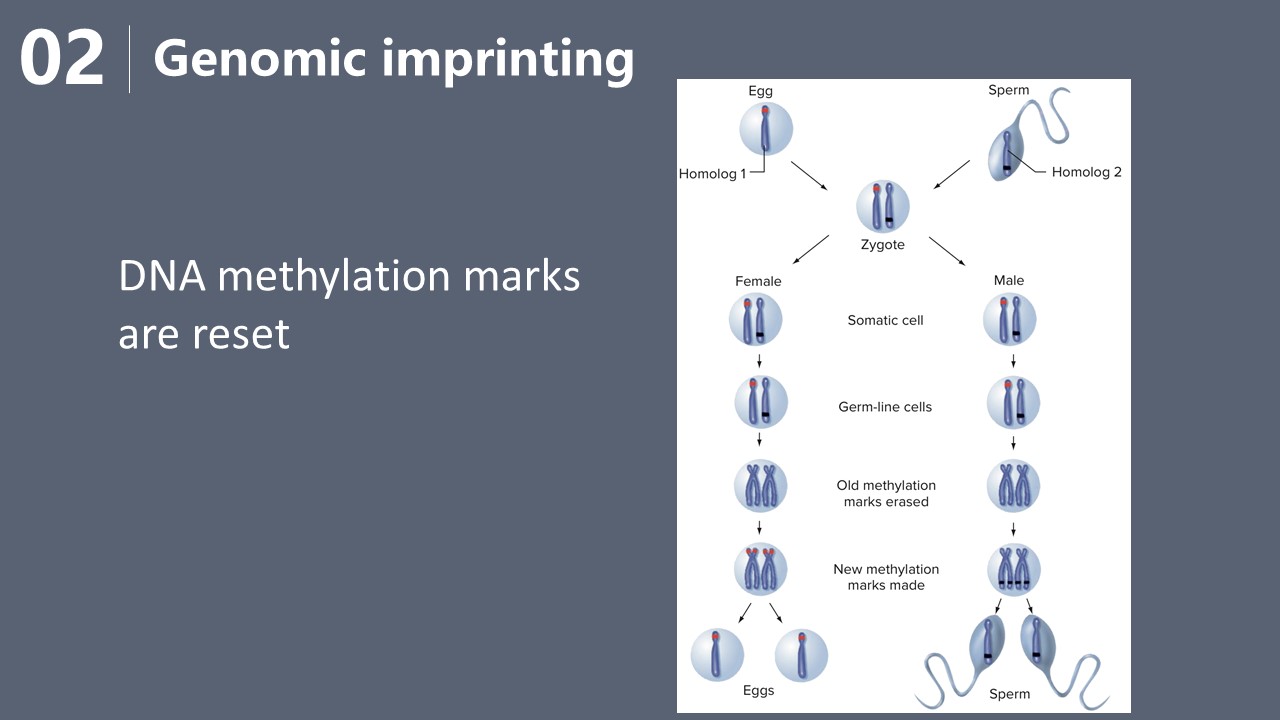 02
Genomic imprinting
DNA methylation marks
are reset
Egg
Sperm
Homolog 1
Homolog 2
Zygote
Female
Male
Somatic cell
Germ-line cells
Old methylation
marks erased
New methylation
marks made
Eggs
Sperm